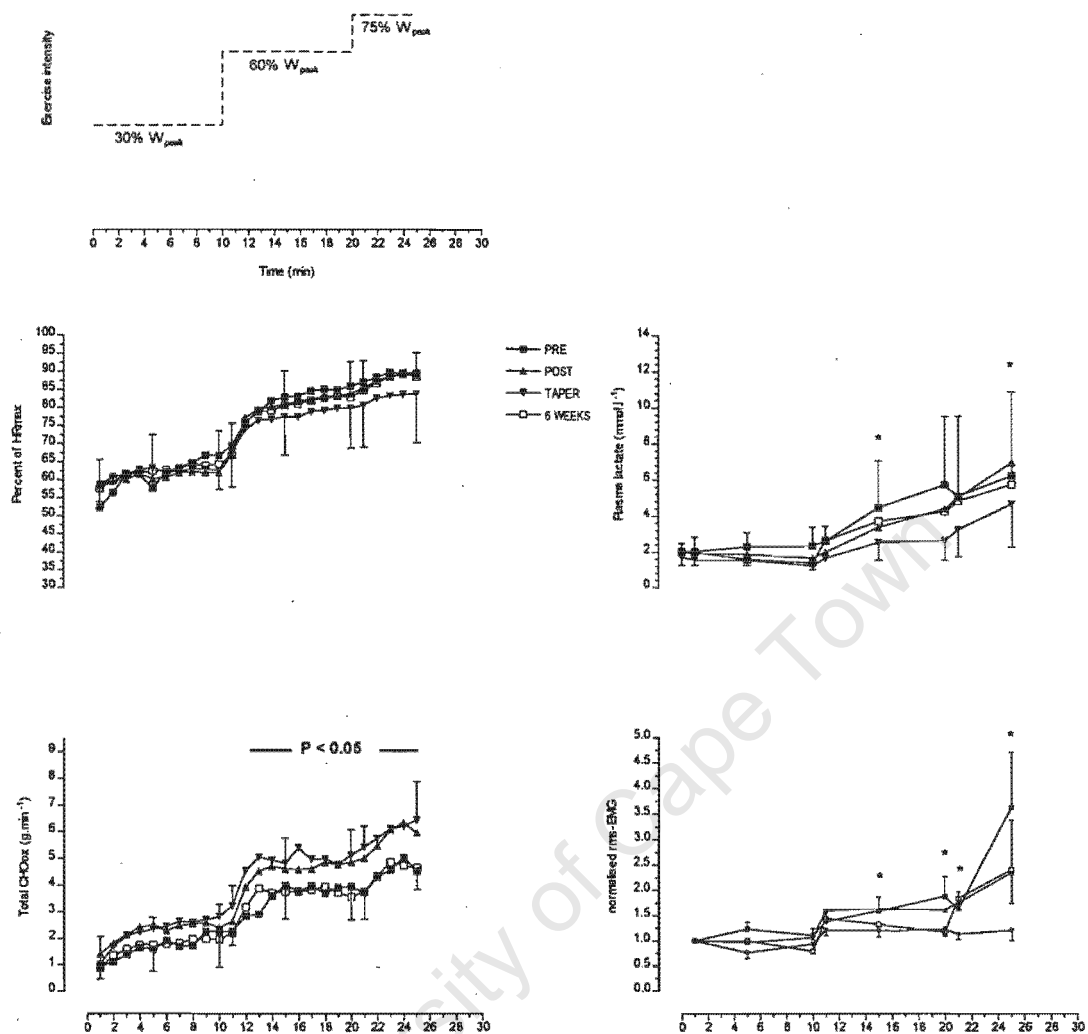 Exercise intensity
75% Wpeak
60% Wpeak
30% Wpeak
0 2 4 6 8 10 12 14 16 18 20 22 24 26 28 30
Time (min)
Percent of HRmax
100
95
90
85
80
75
70
65
60
55
50
45
40
35
30
PRE
POST
TAPER
6 WEEKS
Plasma lactate (mmol.l-1)
14
12
10
8
6
4
2
0
*
*
Total CHOox (g.min-1)
9
8
7
6
5
4
3
2
1
0
P < 0.05
0 2 4 6 8 10 12 14 16 18 20 22 24 26 28 30
normalised rms-EMG
5.0
4.5
4.0
3.5
3.0
2.5
2.0
1.5
1.0
0.5
0.0
*
*
*
*
0 2 4 6 8 10 12 14 16 18 20 22 24 26 28 30
sity of Cape Town